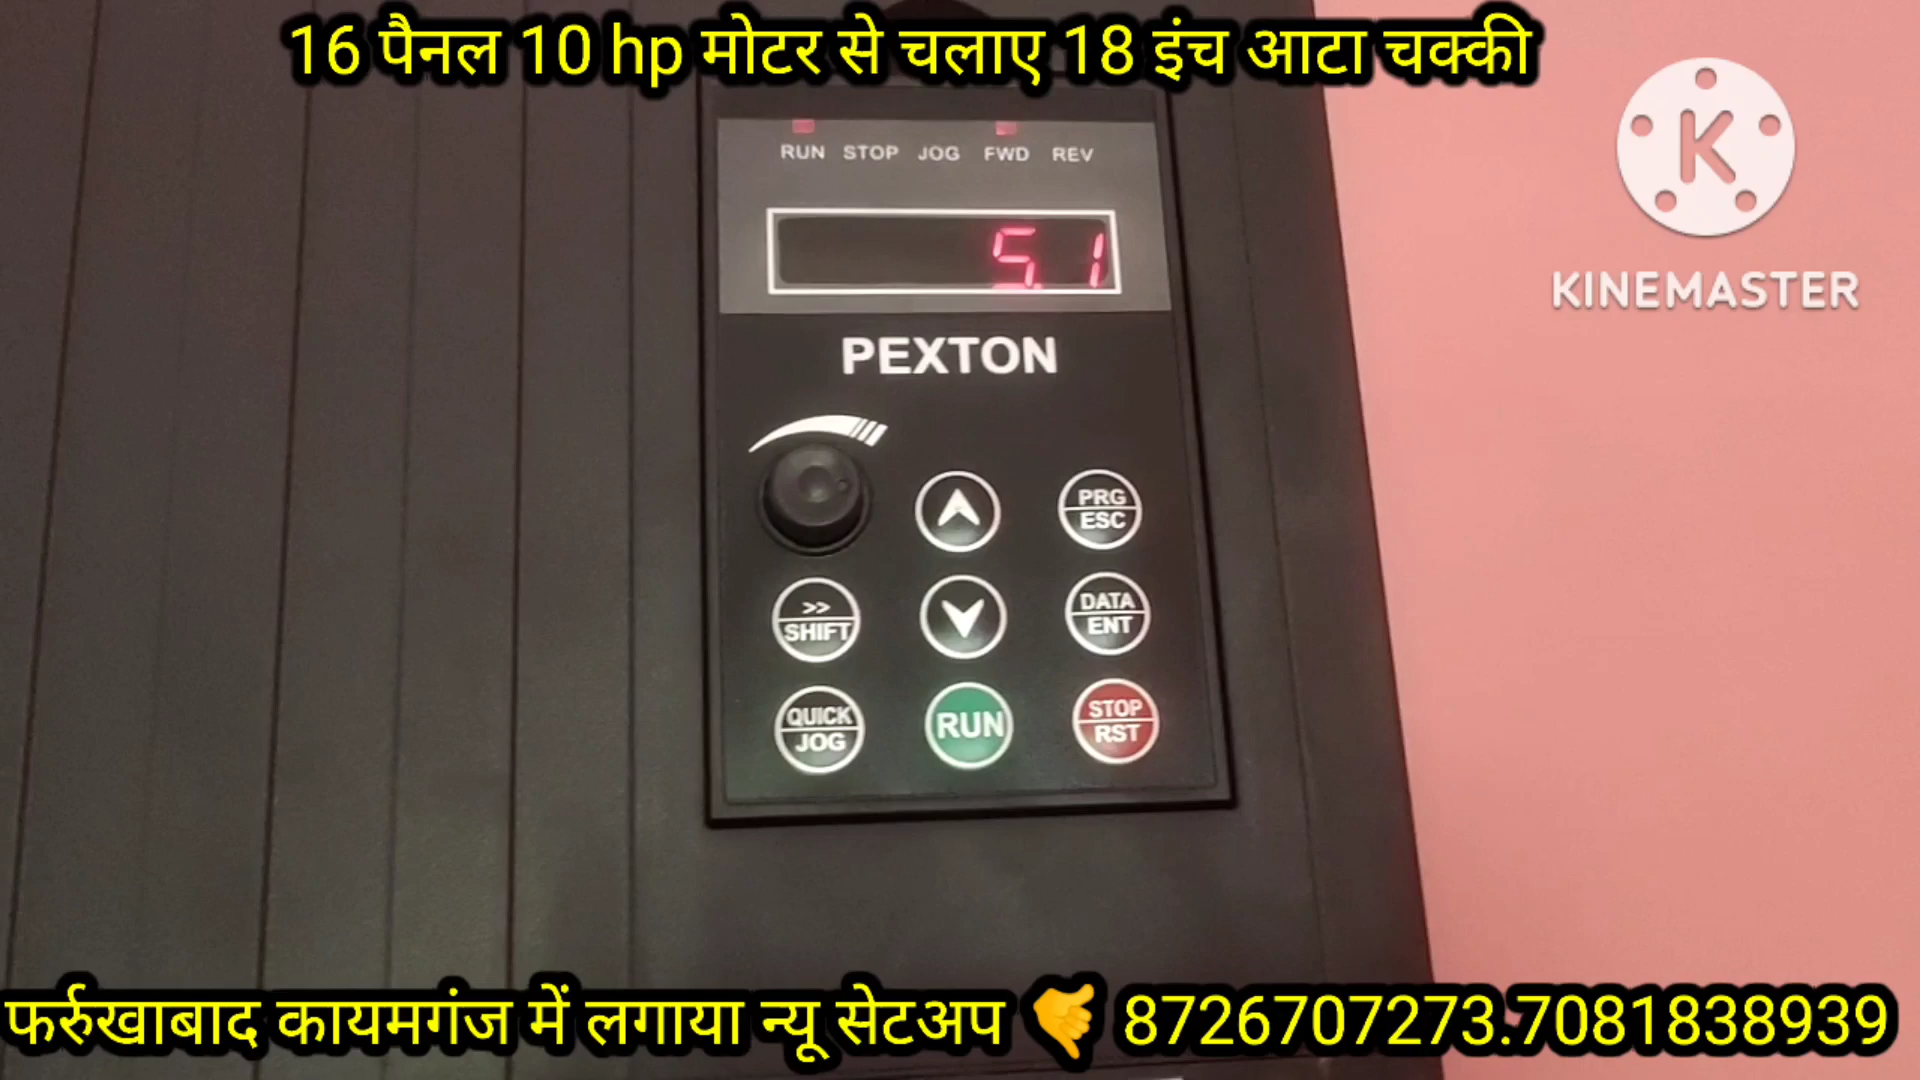 16 पैनल 10 hp मोटर से चलाए 18 इंच आटा चक्की
K
KINEMASTER
RUN STOP JOG FWD REV
5.1
PEXTON
PRG
ESC
>>
SHIFT
DATA
ENT
QUICK
JOG
RUN
STOP
RST
फर्रुखाबाद कायमगंज में लगाया न्यू सेटअप 8726707273.7081838939